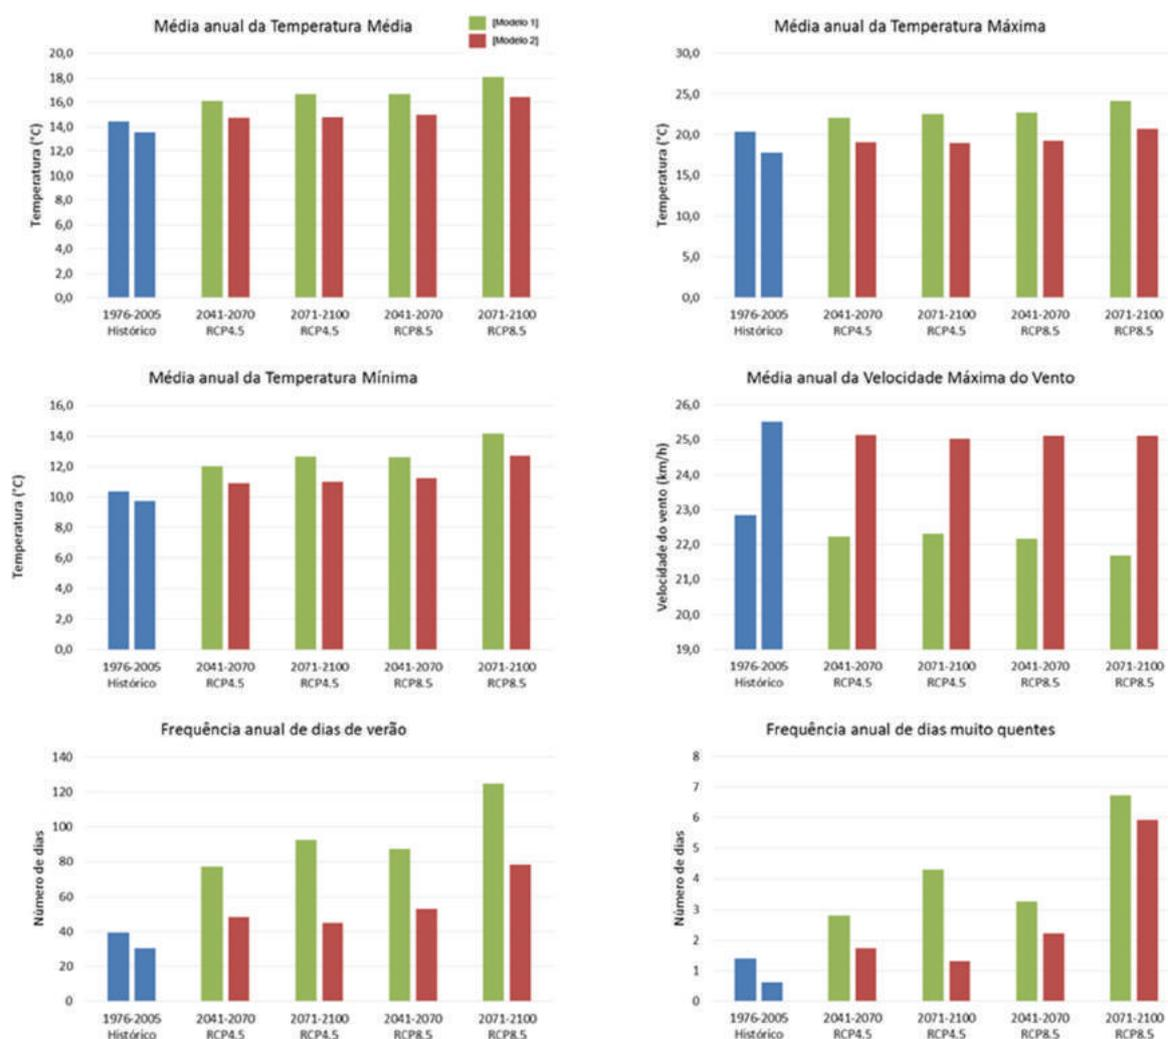 Média anual da Temperatura Média
[Modelo 1]
[Modelo 2]
Temperatura (°C)
20,0
18,0
16,0
14,0
12,0
10,0
8,0
6,0
4,0
2,0
0,0
1976-2005 2041-2070 2071-2100 2041-2070 2071-2100
Histórico RCP4.5 RCP4.5 RCP8.5 RCP8.5
Média anual da Temperatura Máxima
Temperatura (°C)
30,0
25,0
20,0
15,0
10,0
5,0
0,0
1976-2005 2041-2070 2071-2100 2041-2070 2071-2100
Histórico RCP4.5 RCP4.5 RCP8.5 RCP8.5
Média anual da Temperatura Mínima
Temperatura (°C)
16,0
14,0
12,0
10,0
8,0
6,0
4,0
2,0
0,0
1976-2005 2041-2070 2071-2100 2041-2070 2071-2100
Histórico RCP4.5 RCP4.5 RCP8.5 RCP8.5
Média anual da Velocidade Máxima do Vento
Velocidade do vento (km/h)
26,0
25,0
24,0
23,0
22,0
21,0
20,0
19,0
1976-2005 2041-2070 2071-2100 2041-2070 2071-2100
Histórico RCP4.5 RCP4.5 RCP8.5 RCP8.5
Frequência anual de dias de verão
Número de dias
140
120
100
80
60
40
20
0
1976-2005 2041-2070 2071-2100 2041-2070 2071-2100
Histórico RCP4.5 RCP4.5 RCP8.5 RCP8.5
Frequência anual de dias muito quentes
Número de dias
8
7
6
5
4
3
2
1
0
1976-2005 2041-2070 2071-2100 2041-2070 2071-2100
Histórico RCP4.5 RCP4.5 RCP8.5 RCP8.5